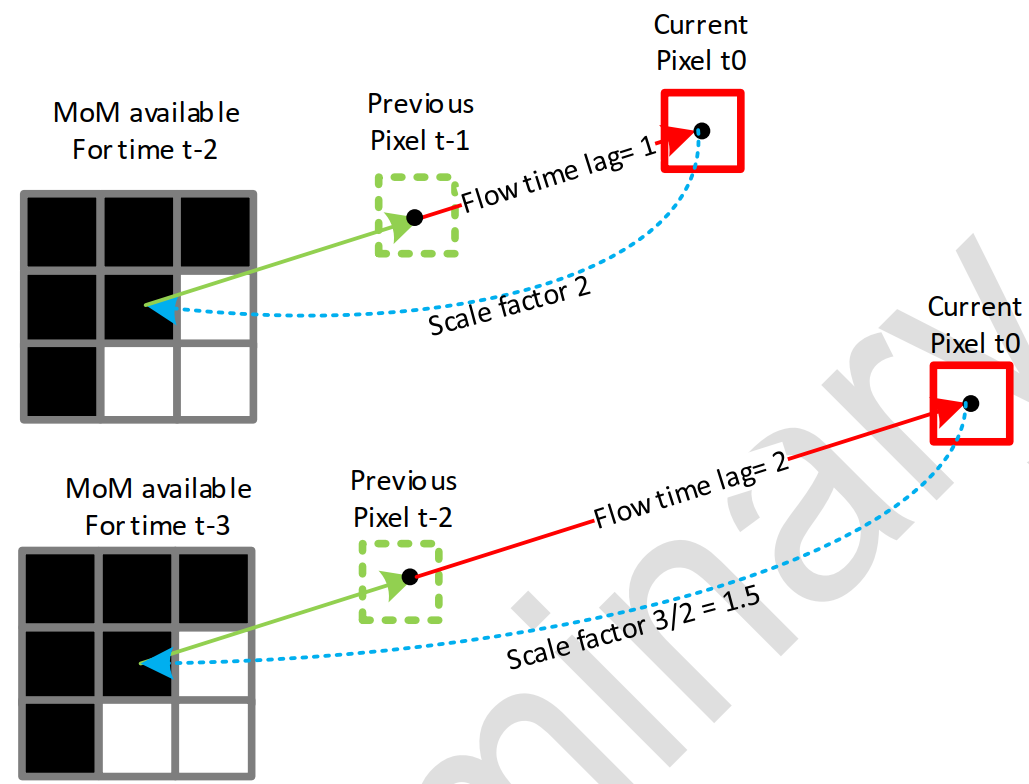 Current
Pixel t0
MoM available
For time t-2
Previous
Pixel t-1
Flow time lag= 1
Scale factor 2
Current
Pixel t0
MoM available
For time t-3
Previous
Pixel t-2
Flow time lag= 2
Scale factor 3/2 = 1.5
minary